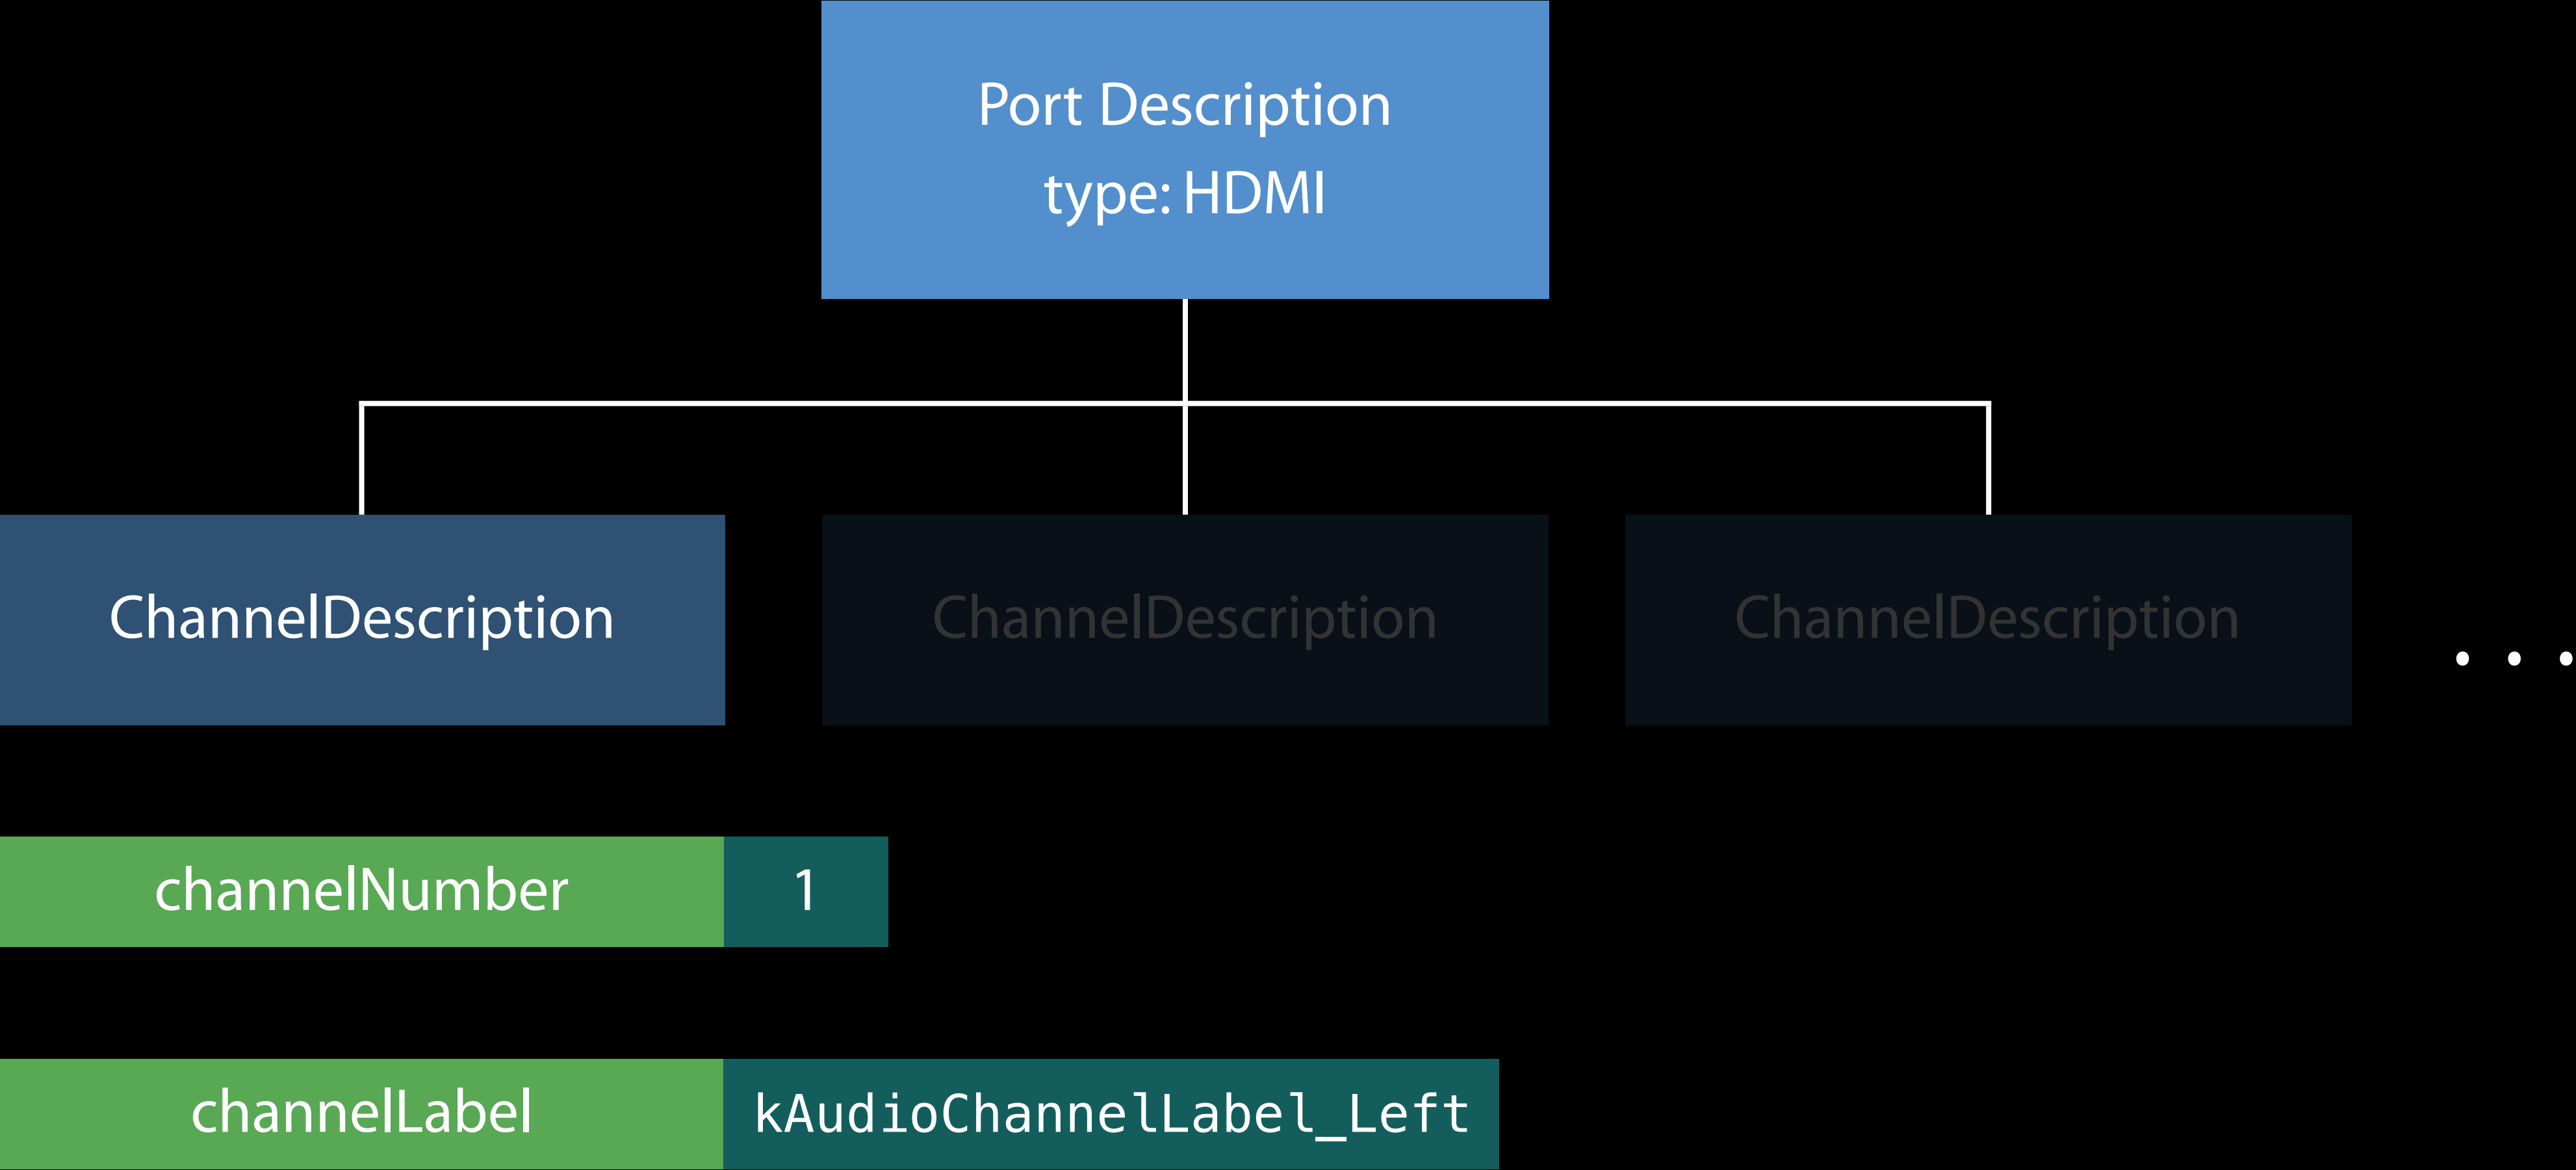 Port Description
type: HDMI
ChannelDescription
ChannelDescription
ChannelDescription
. . .
channelNumber
1
channelLabel
kAudioChannelLabel_Left